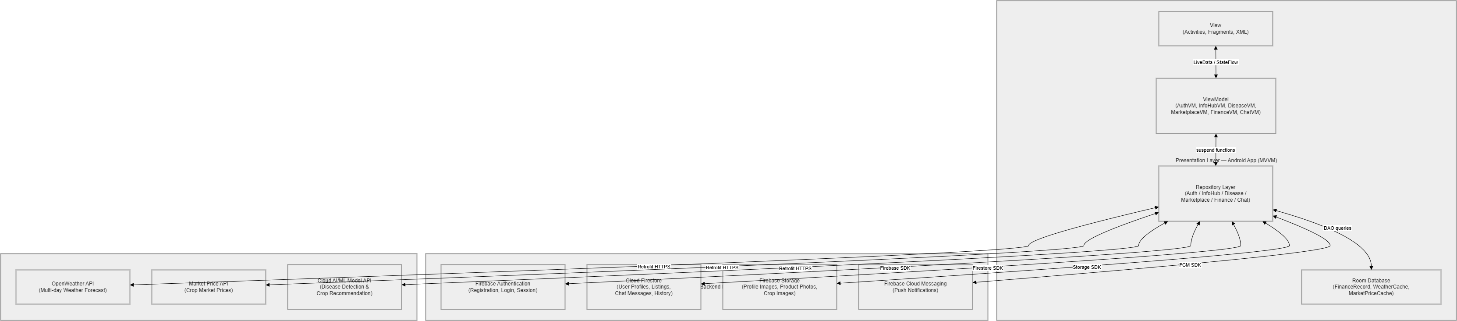 View
(Activities, Fragments, XML)
LiveData / StateFlow
ViewModel
(AuthVM, InfoHubVM, DiseaseVM,
MarketplaceVM, FinanceVM, ChatVM)
suspend functions
Presentation Layer — Android App (MVVM)
Repository Layer
(Auth / InfoHub / Disease /
Marketplace / Finance / Chat)
DAO queries
Retrofit HTTPS
Retrofit HTTPS
Retrofit HTTPS
Firebase SDK
Firestore SDK
Storage SDK
FCM SDK
OpenWeather API
(Multi-day Weather Forecast)
Market Price API
(Crop Market Prices)
Cloud AI/ML Model API
(Disease Detection &
Crop Recommendation)
Firebase Authentication
(Registration, Login, Session)
Cloud Firestore
(User Profiles, Listings,
Chat Messages, History)
Backend
Firebase Storage
(Profile Images, Product Photos,
Crop Images)
Firebase Cloud Messaging
(Push Notifications)
Room Database
(FinanceRecord, WeatherCache,
MarketPriceCache)